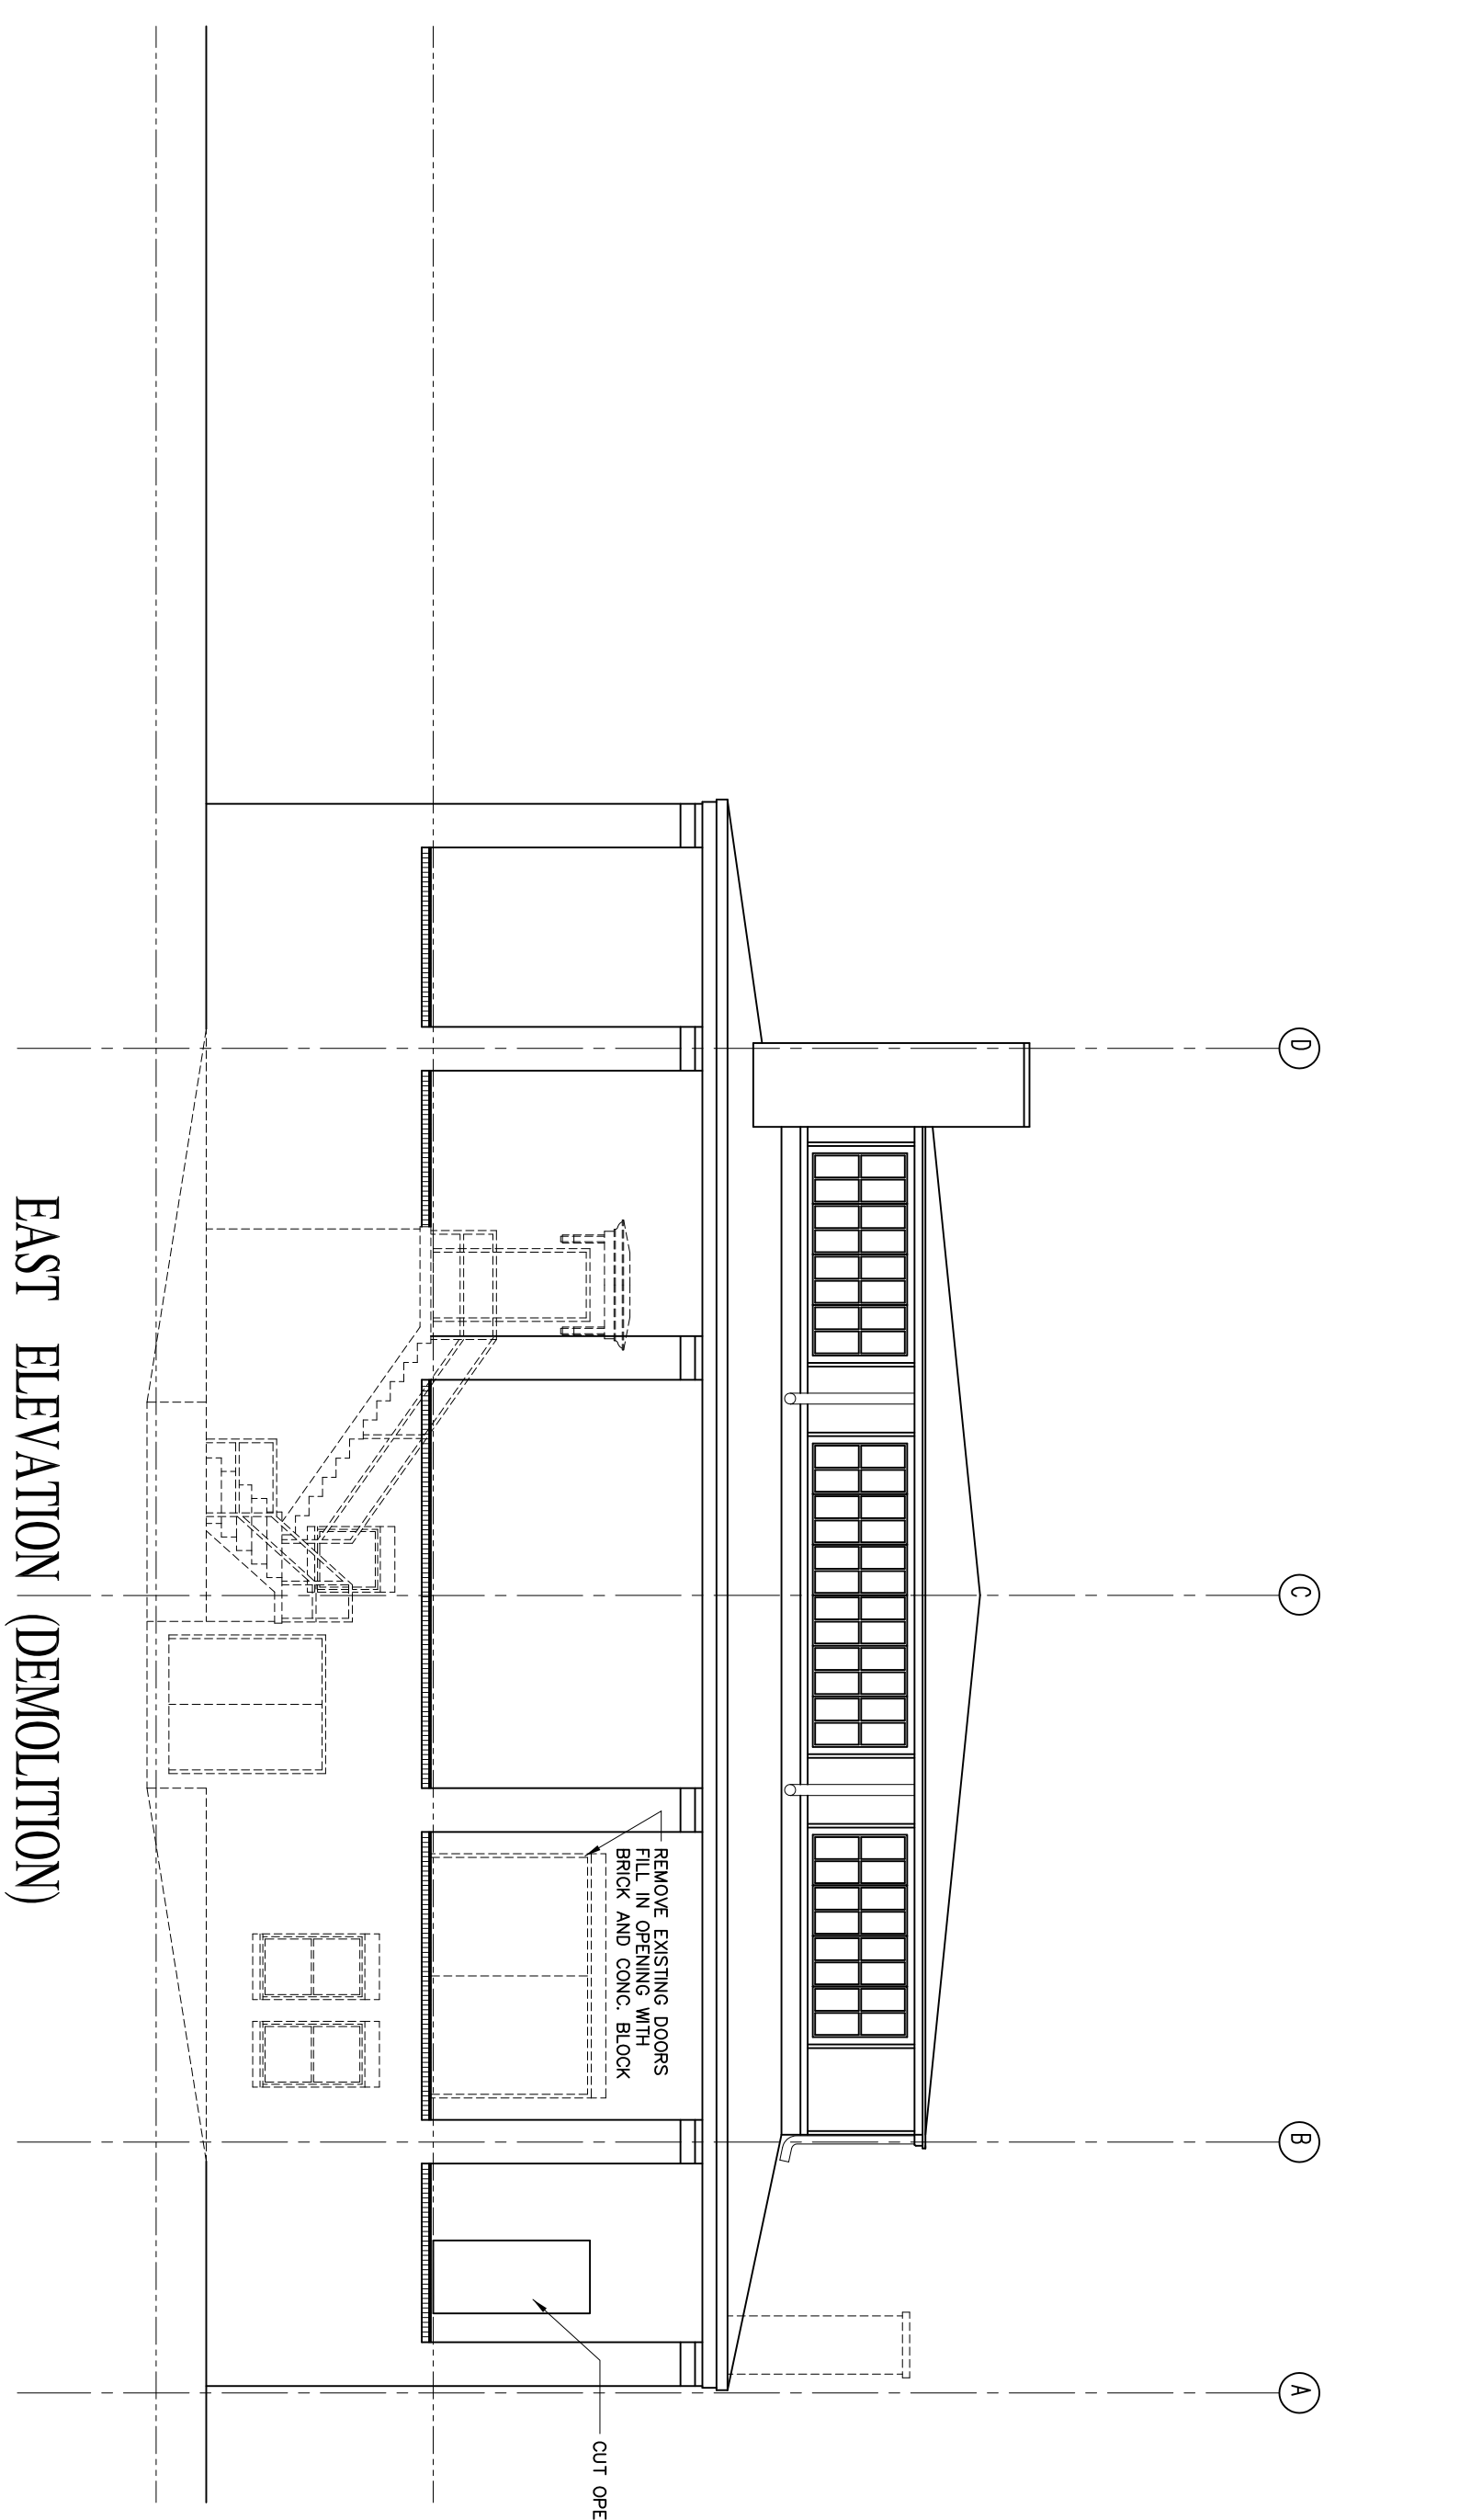 D
C
B
A
REMOVE EXISTING DOORS
FILL IN OPENING WITH
BRICK AND CONC. BLOCK
CUT OPE
EAST ELEVATION (DEMOLITION)